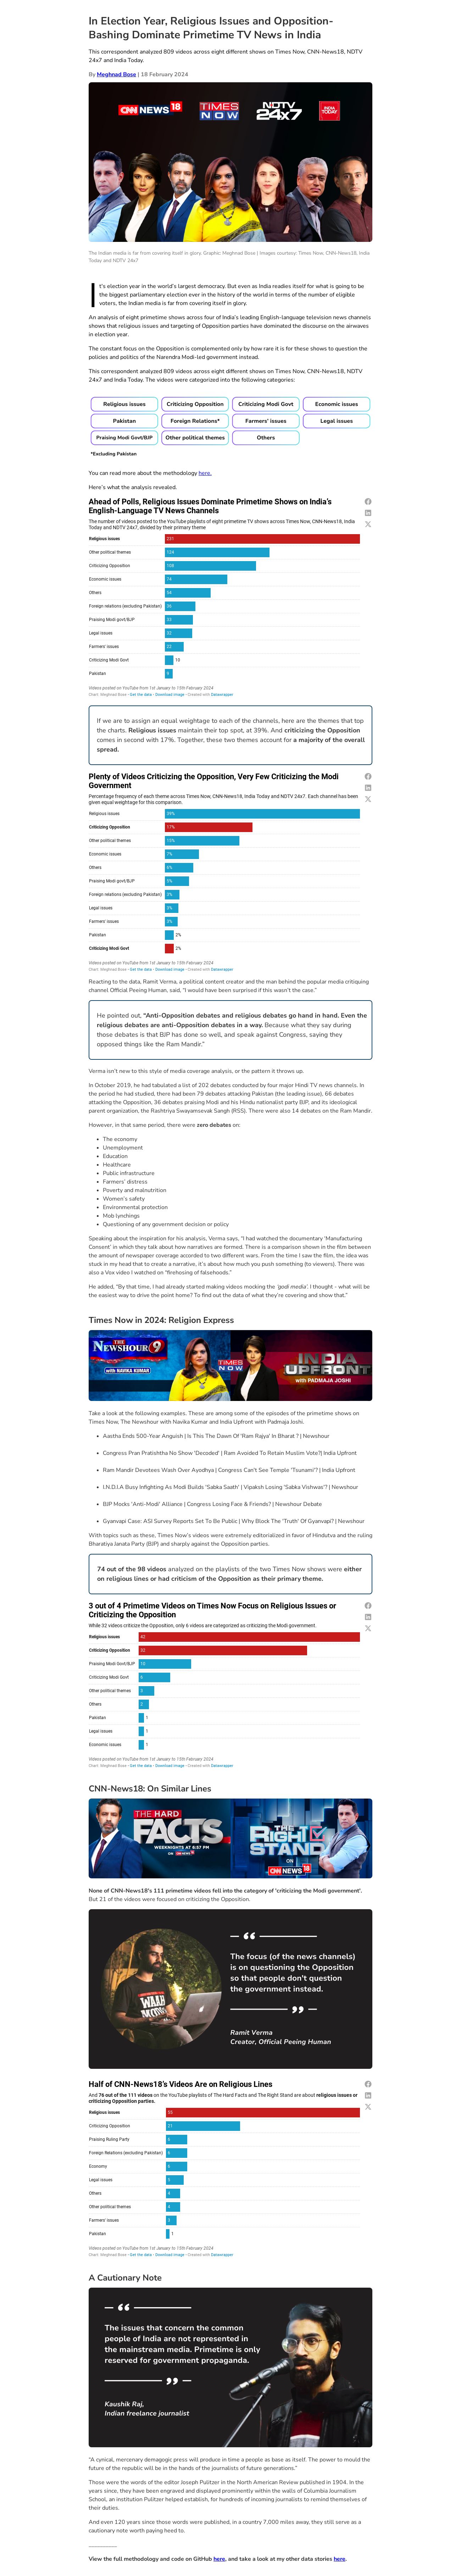 In Election Year, Religious Issues and Opposition-
Bashing Dominate Primetime TV News in India
This correspondent analyzed 809 videos across eight different shows on Times Now, CNN-News18, NDTV
24x7 and India Today.
By Meghnad Bose | 18 February 2024
CNN NEWS 18
TIMES NOW
NDTV 24x7
INDIA TODAY
The Indian media is far from covering itself in glory. Graphic: Meghnad Bose | Images courtesy: Times Now, CNN-News18, India
Today and NDTV 24x7
It's election year in the world's largest democracy. But even as India readies itself for what is going to be
the biggest parliamentary election ever in the history of the world in terms of the number of eligible
voters, the Indian media is far from covering itself in glory.
An analysis of eight primetime shows across four of India's leading English-language television news channels
shows that religious issues and targeting of Opposition parties have dominated the discourse on the airwaves
in election year.
The constant focus on the Opposition is complemented only by how rare it is for these shows to question the
policies and politics of the Narendra Modi-led government instead.
This correspondent analyzed 809 videos across eight different shows on Times Now, CNN-News18, NDTV
24x7 and India Today. The videos were categorized into the following categories:
Religious issues
Criticizing Opposition
Criticizing Modi Govt
Economic issues
Pakistan
Foreign Relations*
Farmers' issues
Legal issues
Praising Modi Govt/BJP
Other political themes
Others
*Excluding Pakistan
You can read more about the methodology here.
Here's what the analysis revealed.
Ahead of Polls, Religious Issues Dominate Primetime Shows on India's
English-Language TV News Channels
The number of videos posted to the YouTube playlists of eight primetime TV shows across Times Now, CNN-News18, India
Today and NDTV 24x7, divided by their primary theme
Religious issues 231
Other political themes 124
Criticizing Opposition 108
Economic issues 74
Others 54
Foreign relations (excluding Pakistan) 36
Praising Modi govt/BJP 33
Legal issues 32
Farmers' issues 22
Criticizing Modi Govt 10
Pakistan
Videos posted on YouTube from 1st January to 15th February 2024
Chart: Meghnad Bose • Get the data • Download image • Created with Datawrapper
If we are to assign an equal weightage to each of the channels, here are the themes that top
the charts. Religious issues maintain their top spot, at 39%. And criticizing the Opposition
comes in second with 17%. Together, these two themes account for a majority of the overall
spread.
Plenty of Videos Criticizing the Opposition, Very Few Criticizing the Modi
Government
Percentage frequency of each theme across Times Now, CNN-News18, India Today and NDTV 24x7. Each channel has been
given equal weightage for this comparison.
Religious issues 39%
Criticizing Opposition 17%
Other political themes 15%
Economic issues 7%
Others 6%
Praising Modi govt/BJP 5%
Foreign relations (excluding Pakistan) 3%
Legal issues 3%
Farmers' issues 3%
Pakistan 2%
Criticizing Modi Govt 2%
Videos posted on YouTube from 1st January to 15th February 2024
Chart: Meghnad Bose • Get the data • Download image • Created with Datawrapper
Reacting to the data, Ramit Verma, a political content creator and the man behind the popular media critiquing
channel Official Peeing Human, said, "I would have been surprised if this wasn't the case."
He pointed out, "Anti-Opposition debates and religious debates go hand in hand. Even the
religious debates are anti-Opposition debates in a way. Because what they say during
those debates is that BJP has done so well, and speak against Congress, saying they
opposed things like the Ram Mandir."
Verma isn't new to this style of media coverage analysis, or the pattern it throws up.
In October 2019, he had tabulated a list of 202 debates conducted by four major Hindi TV news channels. In
the period he had studied, there had been 79 debates attacking Pakistan (the leading issue), 66 debates
attacking the Opposition, 36 debates praising Modi and his Hindu nationalist party BJP, and its ideological
parent organization, the Rashtriya Swayamsevak Sangh (RSS). There were also 14 debates on the Ram Mandir.
However, in that same period, there were zero debates on:
• The economy
• Unemployment
• Education
• Healthcare
• Public infrastructure
• Farmers' distress
• Poverty and malnutrition
• Women's safety
• Environmental protection
• Mob lynchings
• Questioning of any government decision or policy
Speaking about the inspiration for his analysis, Verma says, "I had watched the documentary 'Manufacturing
Consent' in which they talk about how narratives are formed. There is a comparison shown in the film between
the amount of newspaper coverage accorded to two different wars. From the time I saw the film, the idea was
stuck in my head that to create a narrative, it's about how much you push something (to viewers). There was
also a Vox video I watched on "firehosing of falsehoods."
He added, "By that time, I had already started making videos mocking the 'godi media'. I thought - what will be
the easiest way to drive the point home? To find out the data of what they're covering and show that."
Times Now in 2024: Religion Express
THE NEWSHOUR 9
(with NAVIKA KUMAR)
TIMES NOW
INDIA UPFRONT
with PADMAJA JOSHI
Take a look at the following examples. These are among some of the episodes of the primetime shows on
Times Now, The Newshour with Navika Kumar and India Upfront with Padmaja Joshi.
• Aastha Ends 500-Year Anguish | Is This The Dawn Of 'Ram Rajya' In Bharat ? | Newshour
• Congress Pran Pratishtha No Show 'Decoded' | Ram Avoided To Retain Muslim Vote?| India Upfront
• Ram Mandir Devotees Wash Over Ayodhya | Congress Can't See Temple 'Tsunami'? | India Upfront
• I.N.D.I.A Busy Infighting As Modi Builds 'Sabka Saath' | Vipaksh Losing 'Sabka Vishwas'? | Newshour
• BJP Mocks 'Anti-Modi' Alliance | Congress Losing Face & Friends? | Newshour Debate
• Gyanvapi Case: ASI Survey Reports Set To Be Public | Why Block The 'Truth' Of Gyanvapi? | Newshour
With topics such as these, Times Now's videos were extremely editorialized in favor of Hindutva and the ruling
Bharatiya Janata Party (BJP) and sharply against the Opposition parties.
74 out of the 98 videos analyzed on the playlists of the two Times Now shows were either
on religious lines or had criticism of the Opposition as their primary theme.
3 out of 4 Primetime Videos on Times Now Focus on Religious Issues or
Criticizing the Opposition
While 32 videos criticize the Opposition, only 6 videos are categorized as criticizing the Modi government.
Religious issues 42
Criticizing Opposition 32
Praising Modi Govt/BJP 10
Criticizing Modi Govt 6
Other political themes 3
Others 2
Pakistan 1
Legal issues 1
Economic issues 1
Videos posted on YouTube from 1st January to 15th February 2024
Chart: Meghnad Bose • Get the data • Download image • Created with Datawrapper
CNN-News18: On Similar Lines
THE HARD FACTS
WEEKNIGHTS AT 6:57 PM
ON CNN NEWS 18
THE RIGHT STAND
ON
CNN NEWS 18
None of CNN-News18's 111 primetime videos fell into the category of 'criticizing the Modi government'.
But 21 of the videos were focused on criticizing the Opposition.
The focus (of the news channels)
is on questioning the Opposition
so that people don't question
the government instead.
Ramit Verma
Creator, Official Peeing Human
Half of CNN-News18's Videos Are on Religious Lines
And 76 out of the 111 videos on the YouTube playlists of The Hard Facts and The Right Stand are about religious issues or
criticizing Opposition parties.
Religious issues 55
Criticizing Opposition 21
Praising Ruling Party 6
Foreign Relations (excluding Pakistan) 6
Economy 6
Legal issues 5
Others 4
Other political themes 4
Farmers' issues 3
Pakistan 1
Videos posted on YouTube from 1st January to 15th February 2024
Chart: Meghnad Bose • Get the data • Download image • Created with Datawrapper
A Cautionary Note
The issues that concern the common
people of India are not represented in
the mainstream media. Primetime is only
reserved for government propaganda.
Kaushik Raj,
Indian freelance journalist
"A cynical, mercenary demagogic press will produce in time a people as base as itself. The power to mould the
future of the republic will be in the hands of the journalists of future generations."
Those were the words of the editor Joseph Pulitzer in the North American Review published in 1904. In the
years since, they have been engraved and displayed prominently within the walls of Columbia Journalism
School, an institution Pulitzer helped establish, for hundreds of incoming journalists to remind themselves of
their duties.
And even 120 years since those words were published, in a country 7,000 miles away, they still serve as a
cautionary note worth paying heed to.
View the full methodology and code on GitHub here, and take a look at my other data stories here.